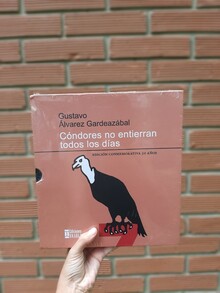 Gustavo
Álvarez Gardeazábal
Cóndores no entierran
todos los días